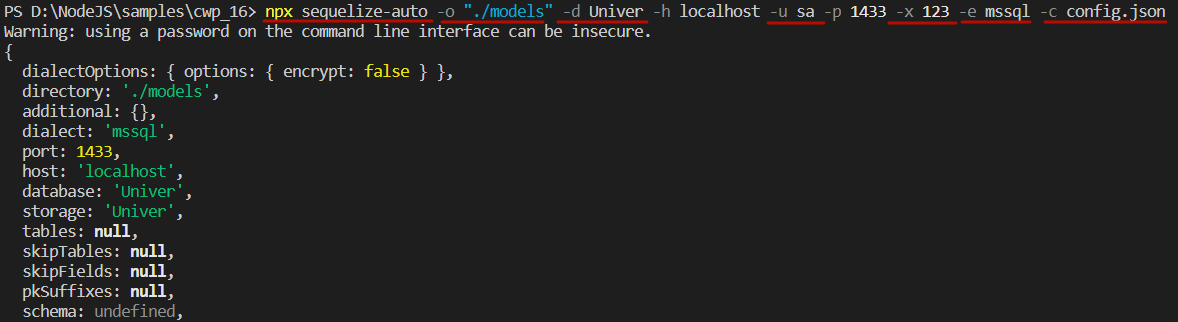 PS D:\NodeJS\samples\cwp_16> npx sequelize-auto -o "./models" -d Univer -h localhost -u sa -p 1433 -x 123 -e mssql -c config.json
Warning: using a password on the command line interface can be insecure.
{
  dialectOptions: { options: { encrypt: false } },
  directory: './models',
  additional: {},
  dialect: 'mssql',
  port: 1433,
  host: 'localhost',
  database: 'Univer',
  storage: 'Univer',
  tables: null,
  skipTables: null,
  skipFields: null,
  pkSuffixes: null,
  schema: undefined,